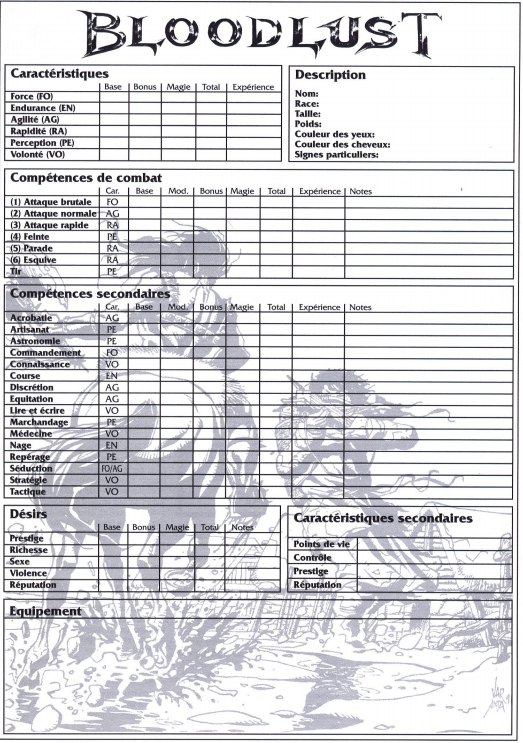 BLOODLUST
Caractéristiques
Base Bonus Magie Total Expérience
Force (FO)
Endurance (EN)
Agilité (AG)
Rapidité (RA)
Perception (PE)
Volonté (VO)
Description
Nom:
Race:
Taille:
Poids:
Couleur des yeux:
Couleur des cheveux:
Signes particuliers:
Compétences de combat
Car. Base Mod. Bonus Magie Total Expérience Notes
(1) Attaque brutale FO
(2) Attaque normale AG
(3) Attaque rapide RA
(4) Feinte PE
(5) Parade RA
(6) Esquive RA
Tir PE
Compétences secondaires
Car. Base Mod. Bonus Magie Total Expérience Notes
Acrobatie AG
Artisanat PE
Astronomie PE
Commandement FO
Connaissance VO
Course EN
Discrétion AG
Equitation AG
Lire et écrire VO
Marchandage PE
Médecine VO
Nage EN
Repérage PE
Séduction FO/AG
Stratégie VO
Tactique VO
Désirs
Base Bonus Magie Total Notes
Prestige
Richesse
Sexe
Violence
Réputation
Caractéristiques secondaires
Points de vie
Contrôle
Prestige
Réputation
Equipement